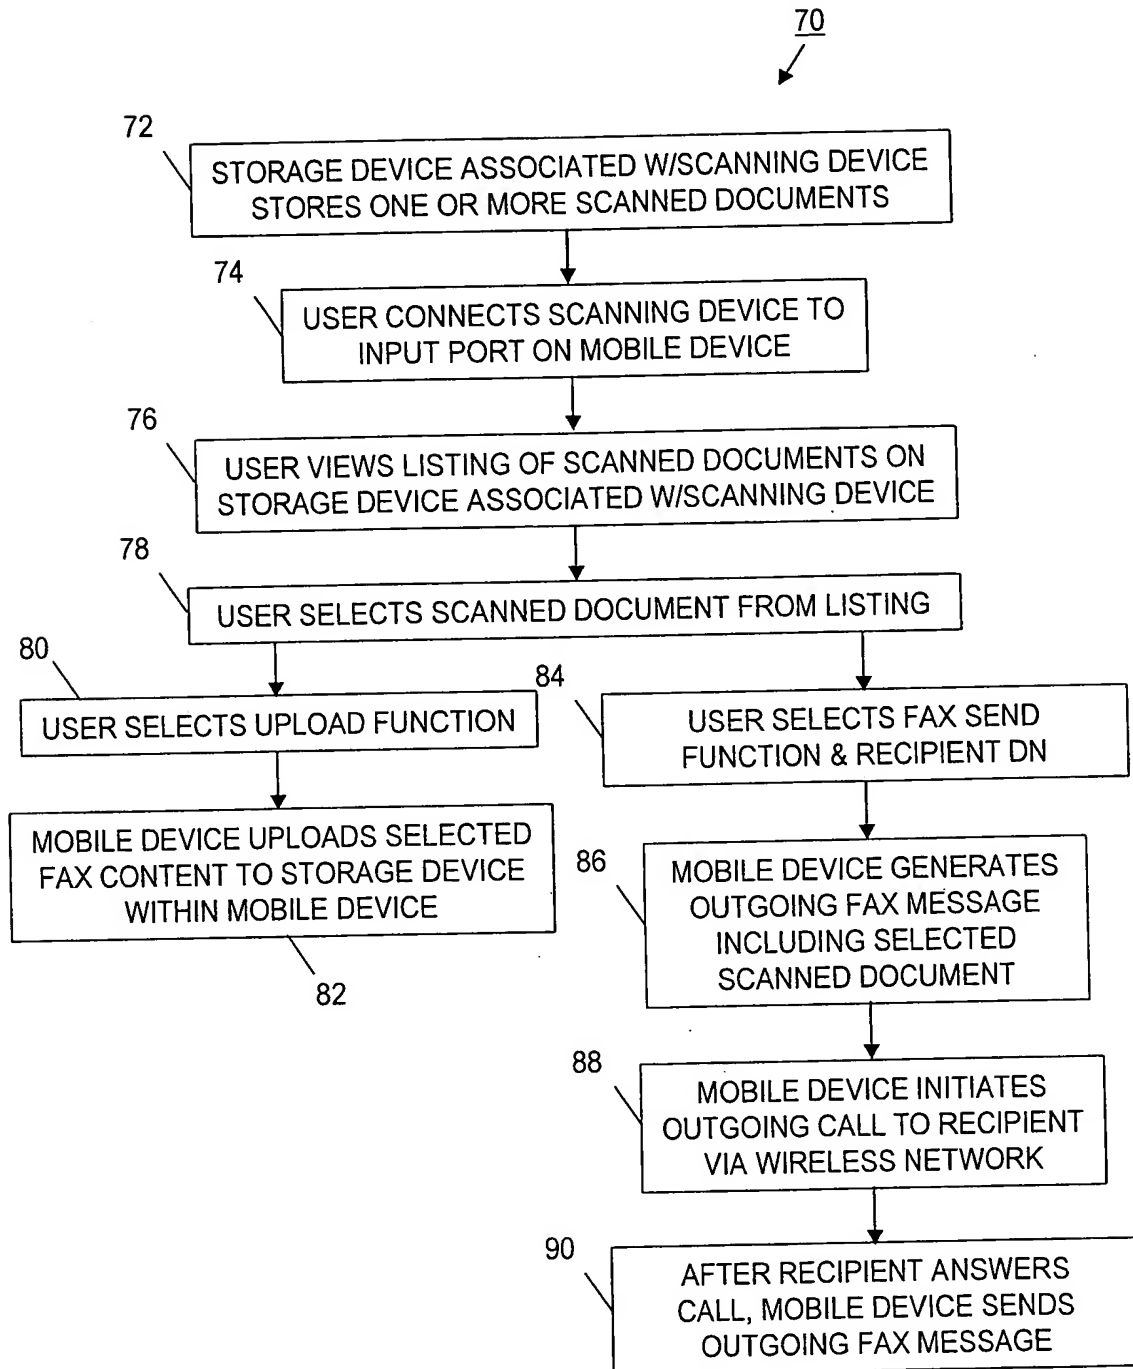 70
72
STORAGE DEVICE ASSOCIATED W/SCANNING DEVICE
STORES ONE OR MORE SCANNED DOCUMENTS
74
USER CONNECTS SCANNING DEVICE TO
INPUT PORT ON MOBILE DEVICE
76
USER VIEWS LISTING OF SCANNED DOCUMENTS ON
STORAGE DEVICE ASSOCIATED W/SCANNING DEVICE
78
USER SELECTS SCANNED DOCUMENT FROM LISTING
80
USER SELECTS UPLOAD FUNCTION
MOBILE DEVICE UPLOADS SELECTED
FAX CONTENT TO STORAGE DEVICE
WITHIN MOBILE DEVICE
82
84
USER SELECTS FAX SEND
FUNCTION & RECIPIENT DN
86
MOBILE DEVICE GENERATES
OUTGOING FAX MESSAGE
INCLUDING SELECTED
SCANNED DOCUMENT
88
MOBILE DEVICE INITIATES
OUTGOING CALL TO RECIPIENT
VIA WIRELESS NETWORK
90
AFTER RECIPIENT ANSWERS
CALL, MOBILE DEVICE SENDS
OUTGOING FAX MESSAGE